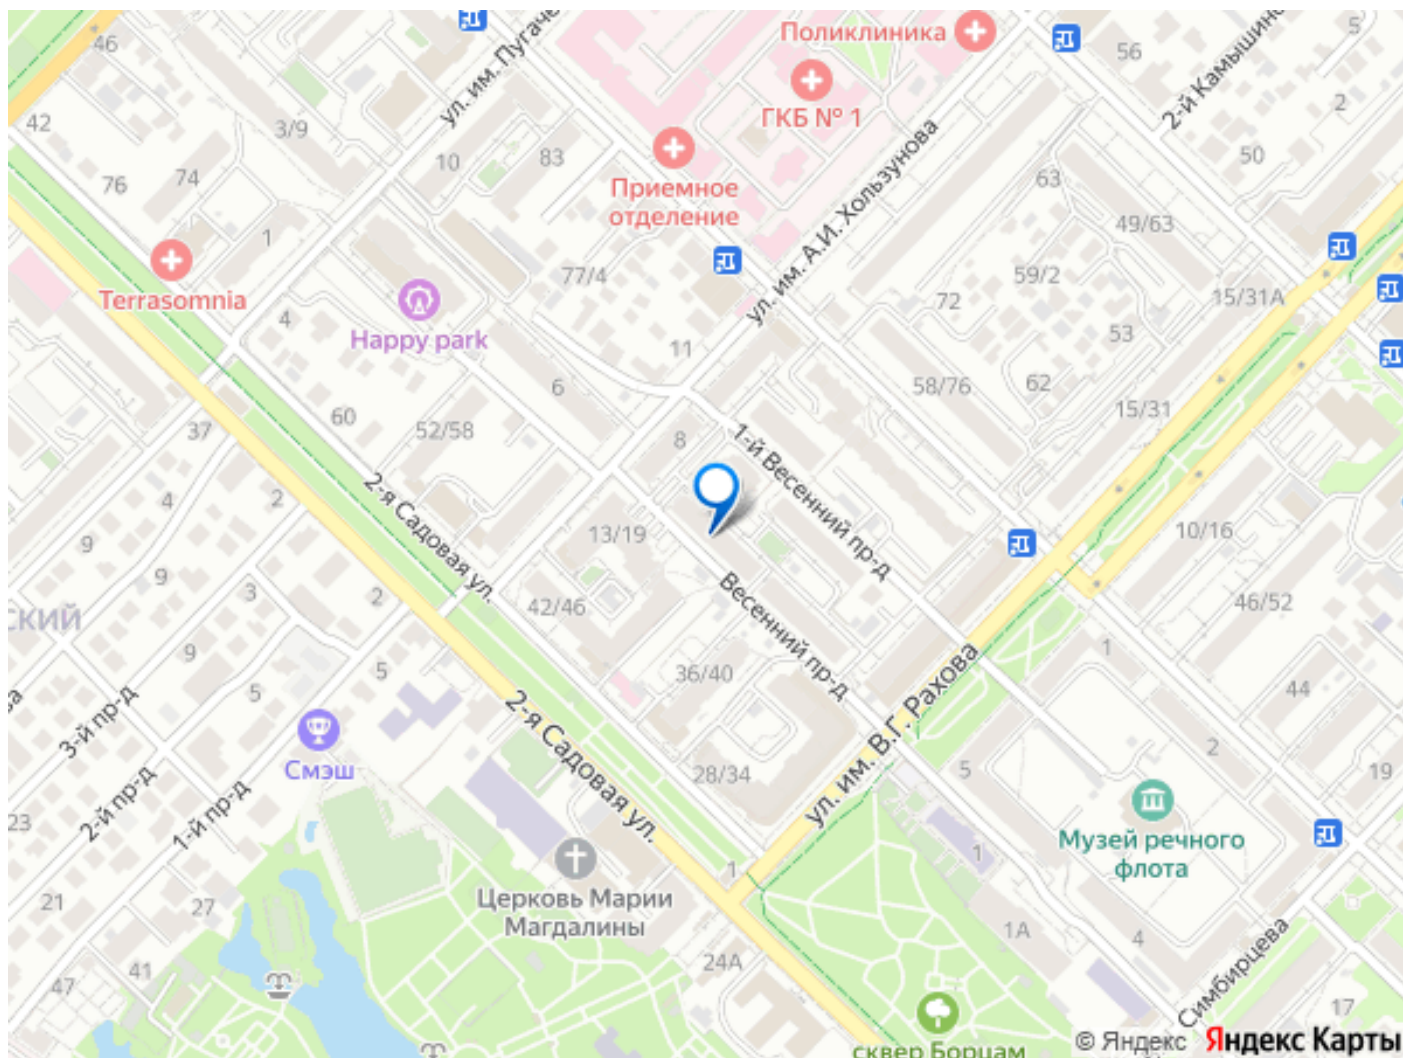 46
ул. им. Пугаче
Поликлиника
56
5
2-й Камышинс
2
ГКБ № 1
42
3/9
10
83
50
76
74
Приемное
отделение
63
49/63
1
ул. им. А.И. Хользунова
77/4
59/2
Terrasomnia
4
Happy park
72
15/31А
53
11
6
58/76
62
15/31
60
52/58
37
8
1-й Весенний пр-д
4
2
2-я Садовая ул.
13/19
10/16
9
9
3
2
42/46
Весенний пр-д
46/52
СКИЙ
9
5
5
36/40
1
44
3-й пр-д
2-я Садовая ул.
ул. им. В.Г. Рахова
2
Смэш
28/34
5
19
23
2-й пр-д
1-й пр-д
Музей речного
флота
1
1
Церковь Марии
Магдалины
21
27
1А
4
Симбирцева
41
47
24А
17
сквер Борцам
© Яндекс Яндекс Карты